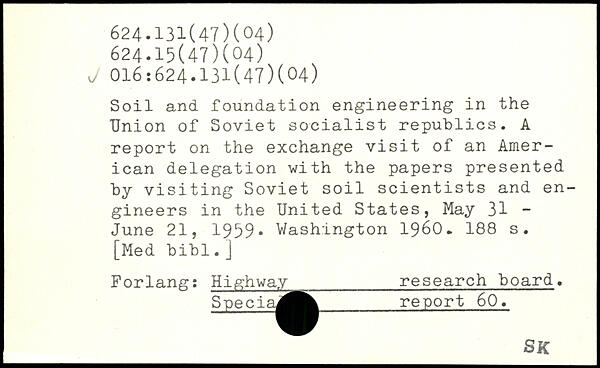 624.131(47)(04)
624.15(47)(04)
✓ 016:624.131(47)(04)
Soil and foundation engineering in the
Union of Soviet socialist republics. A
report on the exchange visit of an Amer-
ican delegation with the papers presented
by visiting Soviet soil scientists and en-
gineers in the United States, May 31 -
June 21, 1959. Washington 1960. 188 s.
[Med bibl.]
Forlang: Highway research board.
Specia report 60.
SK